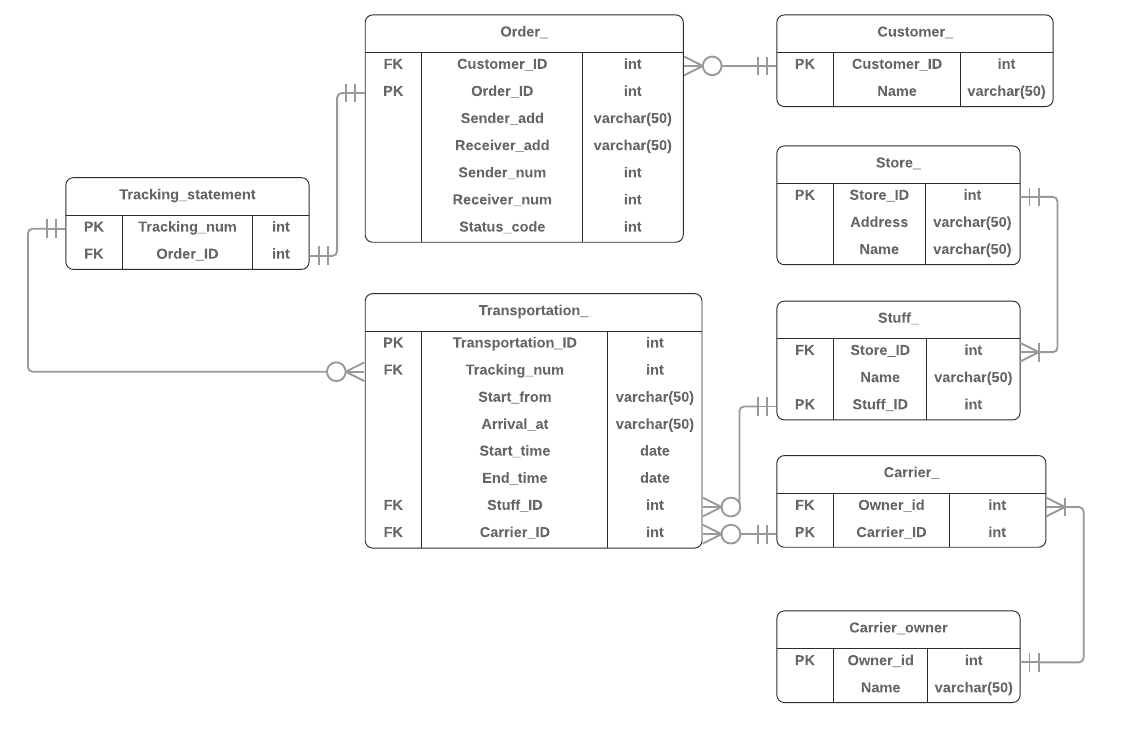 Order_
FK Customer_ID int
PK Order_ID int
Sender_add varchar(50)
Receiver_add varchar(50)
Sender_num int
Receiver_num int
Status_code int
Customer_
PK Customer_ID int
Name varchar(50)
Store_
PK Store_ID int
Address varchar(50)
Name varchar(50)
Tracking_statement
PK Tracking_num int
FK Order_ID int
Transportation_
PK Transportation_ID int
FK Tracking_num int
Start_from varchar(50)
Arrival_at varchar(50)
Start_time date
End_time date
FK Stuff_ID int
FK Carrier_ID int
Stuff_
FK Store_ID int
Name varchar(50)
PK Stuff_ID int
Carrier_
FK Owner_id int
PK Carrier_ID int
Carrier_owner
PK Owner_id int
Name varchar(50)